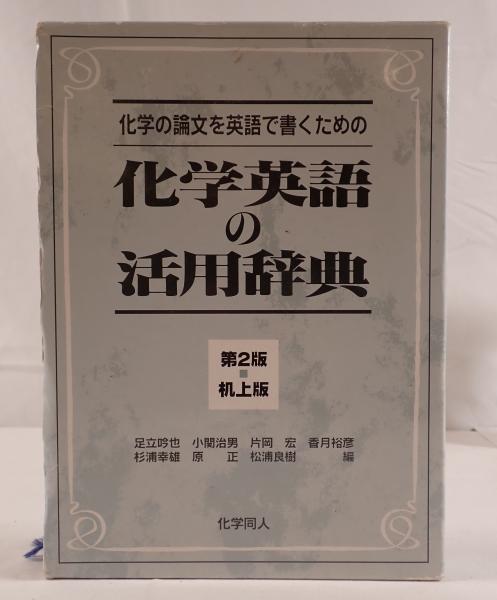 化学の論文を英語で書くための
化学英語
の
活用辞典
第2版
机上版
足立吟也 小関治男 片岡 宏 香月裕彦
杉浦幸雄 原 正 松浦良樹 編
化学同人